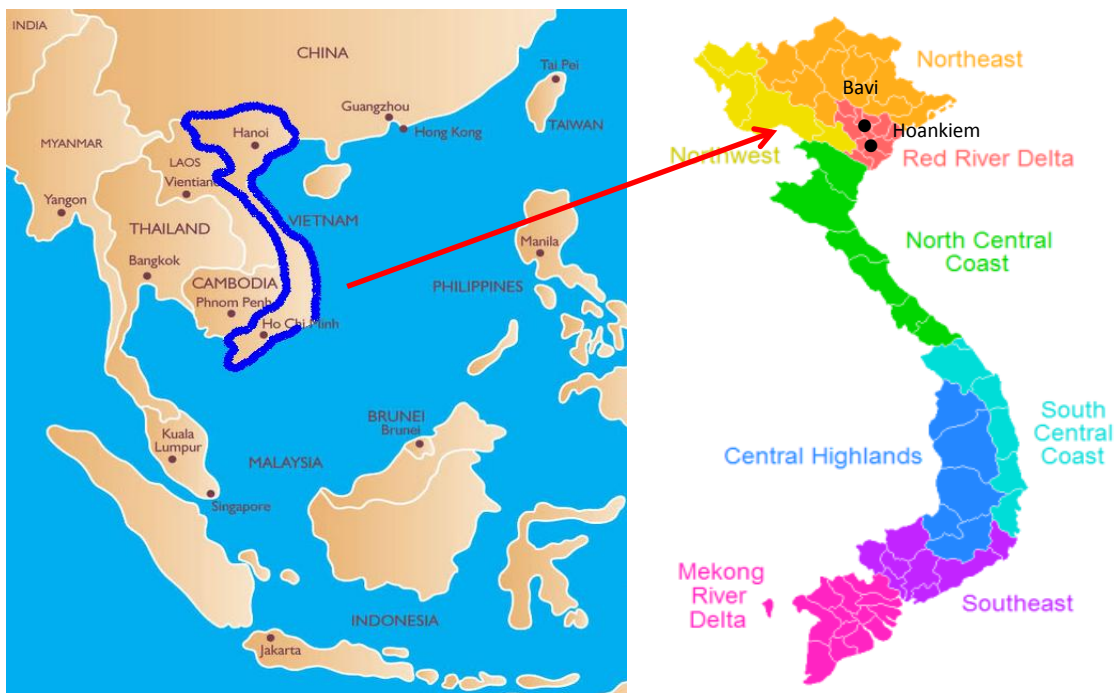 INDIA
CHINA
Tai Pei
Guangzhou
Hong Kong
TAIWAN
Hanoi
MYANMAR
LAOS
Vientiane
Yangon
VIETNAM
THAILAND
Bangkok
Manila
CAMBODIA
Phnom Penh
PHILIPPINES
Ho Chi Minh
BRUNEI
Brunei
Kuala
Lumpur
MALAYSIA
Singapore
INDONESIA
Jakarta
Northeast
Bavi
Hoankiem
Northwest
Red River Delta
North Central
Coast
South
Central
Coast
Central Highlands
Mekong
River
Delta
Southeast